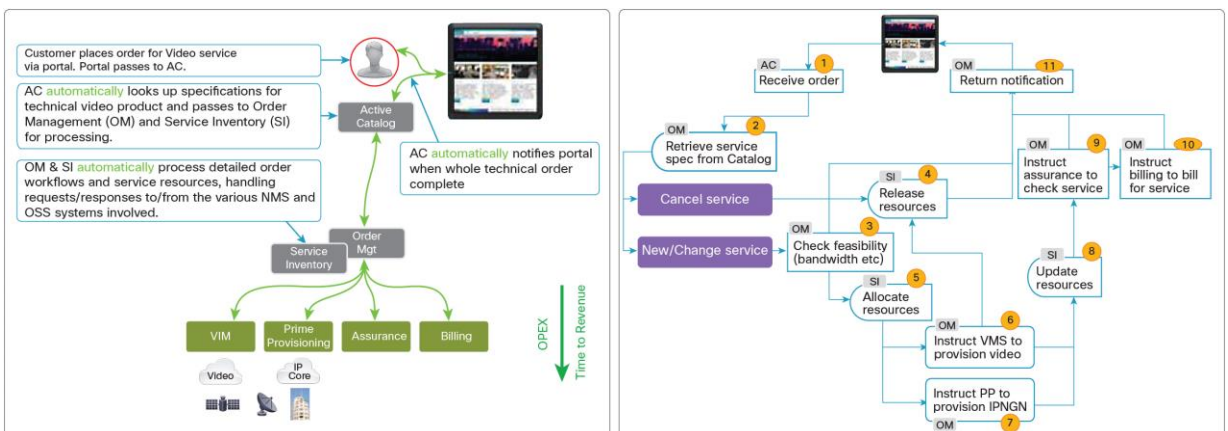 Customer places order for Video service
via portal. Portal passes to AC.
AC automatically looks up specifications for
technical video product and passes to Order
Management (OM) and Service Inventory (SI)
for processing.
OM & SI automatically process detailed order
workflows and service resources, handling
requests/responses to/from the various NMS and
OSS systems involved.
Active
Catalog
AC automatically notifies portal
when whole technical order
complete
Order
Mgt
Service
Inventory
VIM
Prime
Provisioning
Assurance
Billing
Video
IP
Core
OPEX
Time to Revenue
AC
1
Receive order
OM
11
Return notification
OM
2
Retrieve service
spec from Catalog
Cancel service
New/Change service
OM
3
Check feasibility
(bandwidth etc)
SI
4
Release
resources
SI
5
Allocate
resources
OM
6
Instruct VMS to
provision video
Instruct PP to
provision IPNGN
OM
7
SI
8
Update
resources
OM
9
Instruct
assurance to
check service
OM
10
Instruct
billing to bill
for service